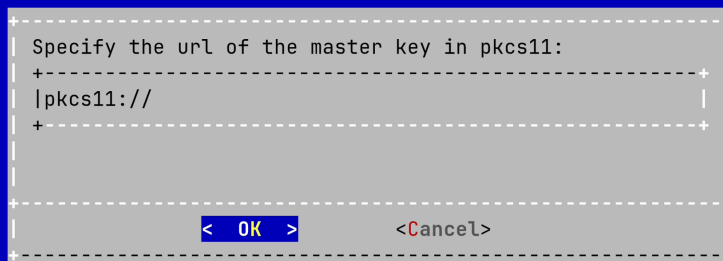 Specify the url of the master key in pkcs11:
pkcs11://
< OK > <Cancel>